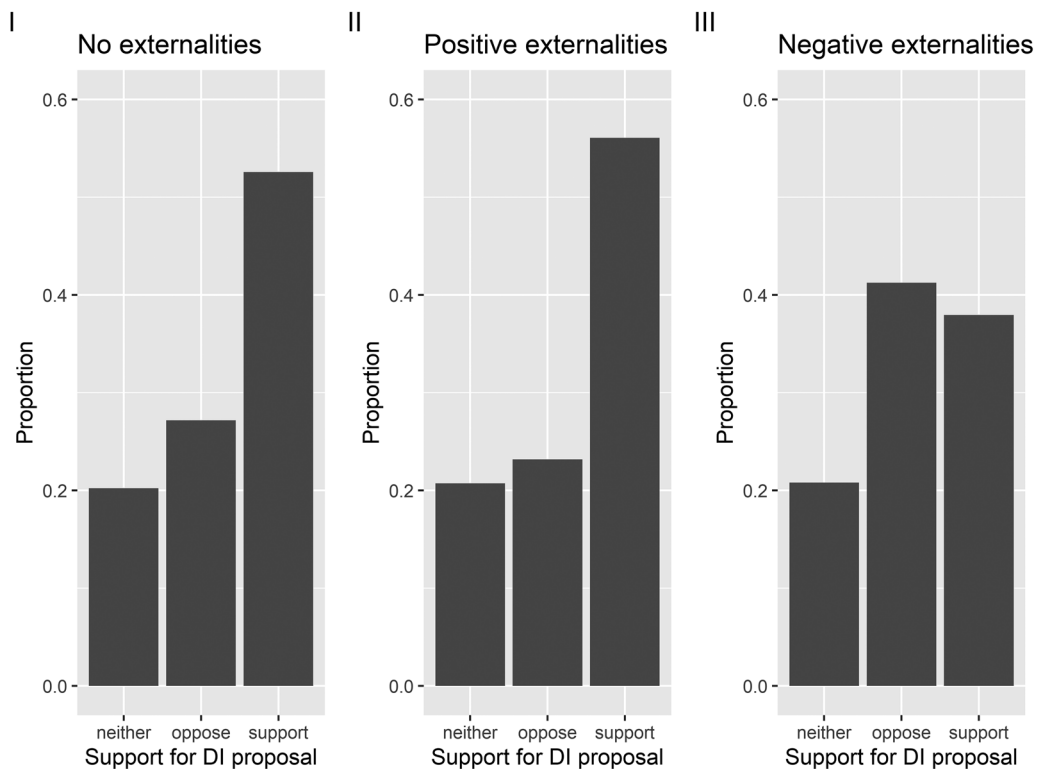 I
No externalities
0.6
0.4
0.2
0.0
Proportion
neither oppose support
Support for DI proposal
II
Positive externalities
0.6
0.4
0.2
0.0
Proportion
neither oppose support
Support for DI proposal
III
Negative externalities
0.6
0.4
0.2
0.0
Proportion
neither oppose support
Support for DI proposal